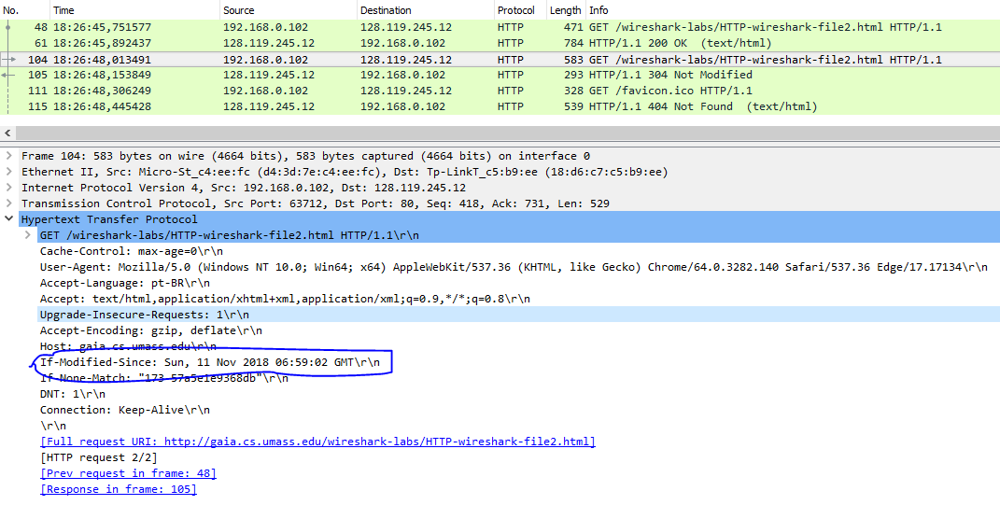 No. Time Source Destination Protocol Length Info
48 18:26:45,751577 192.168.0.102 128.119.245.12 HTTP 471 GET /wireshark-labs/HTTP-wireshark-file2.html HTTP/1.1
61 18:26:45,892437 128.119.245.12 192.168.0.102 HTTP 784 HTTP/1.1 200 OK (text/html)
104 18:26:48,013491 192.168.0.102 128.119.245.12 HTTP 583 GET /wireshark-labs/HTTP-wireshark-file2.html HTTP/1.1
105 18:26:48,153849 128.119.245.12 192.168.0.102 HTTP 293 HTTP/1.1 304 Not Modified
111 18:26:48,306249 192.168.0.102 128.119.245.12 HTTP 328 GET /favicon.ico HTTP/1.1
115 18:26:48,445428 128.119.245.12 192.168.0.102 HTTP 539 HTTP/1.1 404 Not Found (text/html)
Frame 104: 583 bytes on wire (4664 bits), 583 bytes captured (4664 bits) on interface 0
Ethernet II, Src: Micro-St_c4:ee:fc (d4:3d:7e:c4:ee:fc), Dst: Tp-LinkT_c5:b9:ee (18:d6:c7:c5:b9:ee)
Internet Protocol Version 4, Src: 192.168.0.102, Dst: 128.119.245.12
Transmission Control Protocol, Src Port: 63712, Dst Port: 80, Seq: 418, Ack: 731, Len: 529
Hypertext Transfer Protocol
GET /wireshark-labs/HTTP-wireshark-file2.html HTTP/1.1\r\n
Cache-Control: max-age=0\r\n
User-Agent: Mozilla/5.0 (Windows NT 10.0; Win64; x64) AppleWebKit/537.36 (KHTML, like Gecko) Chrome/64.0.3282.140 Safari/537.36 Edge/17.17134\r\n
Accept-Language: pt-BR\r\n
Accept: text/html,application/xhtml+xml,application/xml;q=0.9,*/*;q=0.8\r\n
Upgrade-Insecure-Requests: 1\r\n
Accept-Encoding: gzip, deflate\r\n
Host: gaia.cs.umass.edu\r\n
If-Modified-Since: Sun, 11 Nov 2018 06:59:02 GMT\r\n
If-None-Match: "173-57a5e1e9368db"\r\n
DNT: 1\r\n
Connection: Keep-Alive\r\n
\r\n
[Full request URI: http://gaia.cs.umass.edu/wireshark-labs/HTTP-wireshark-file2.html]
[HTTP request 2/2]
[Prev request in frame: 48]
[Response in frame: 105]